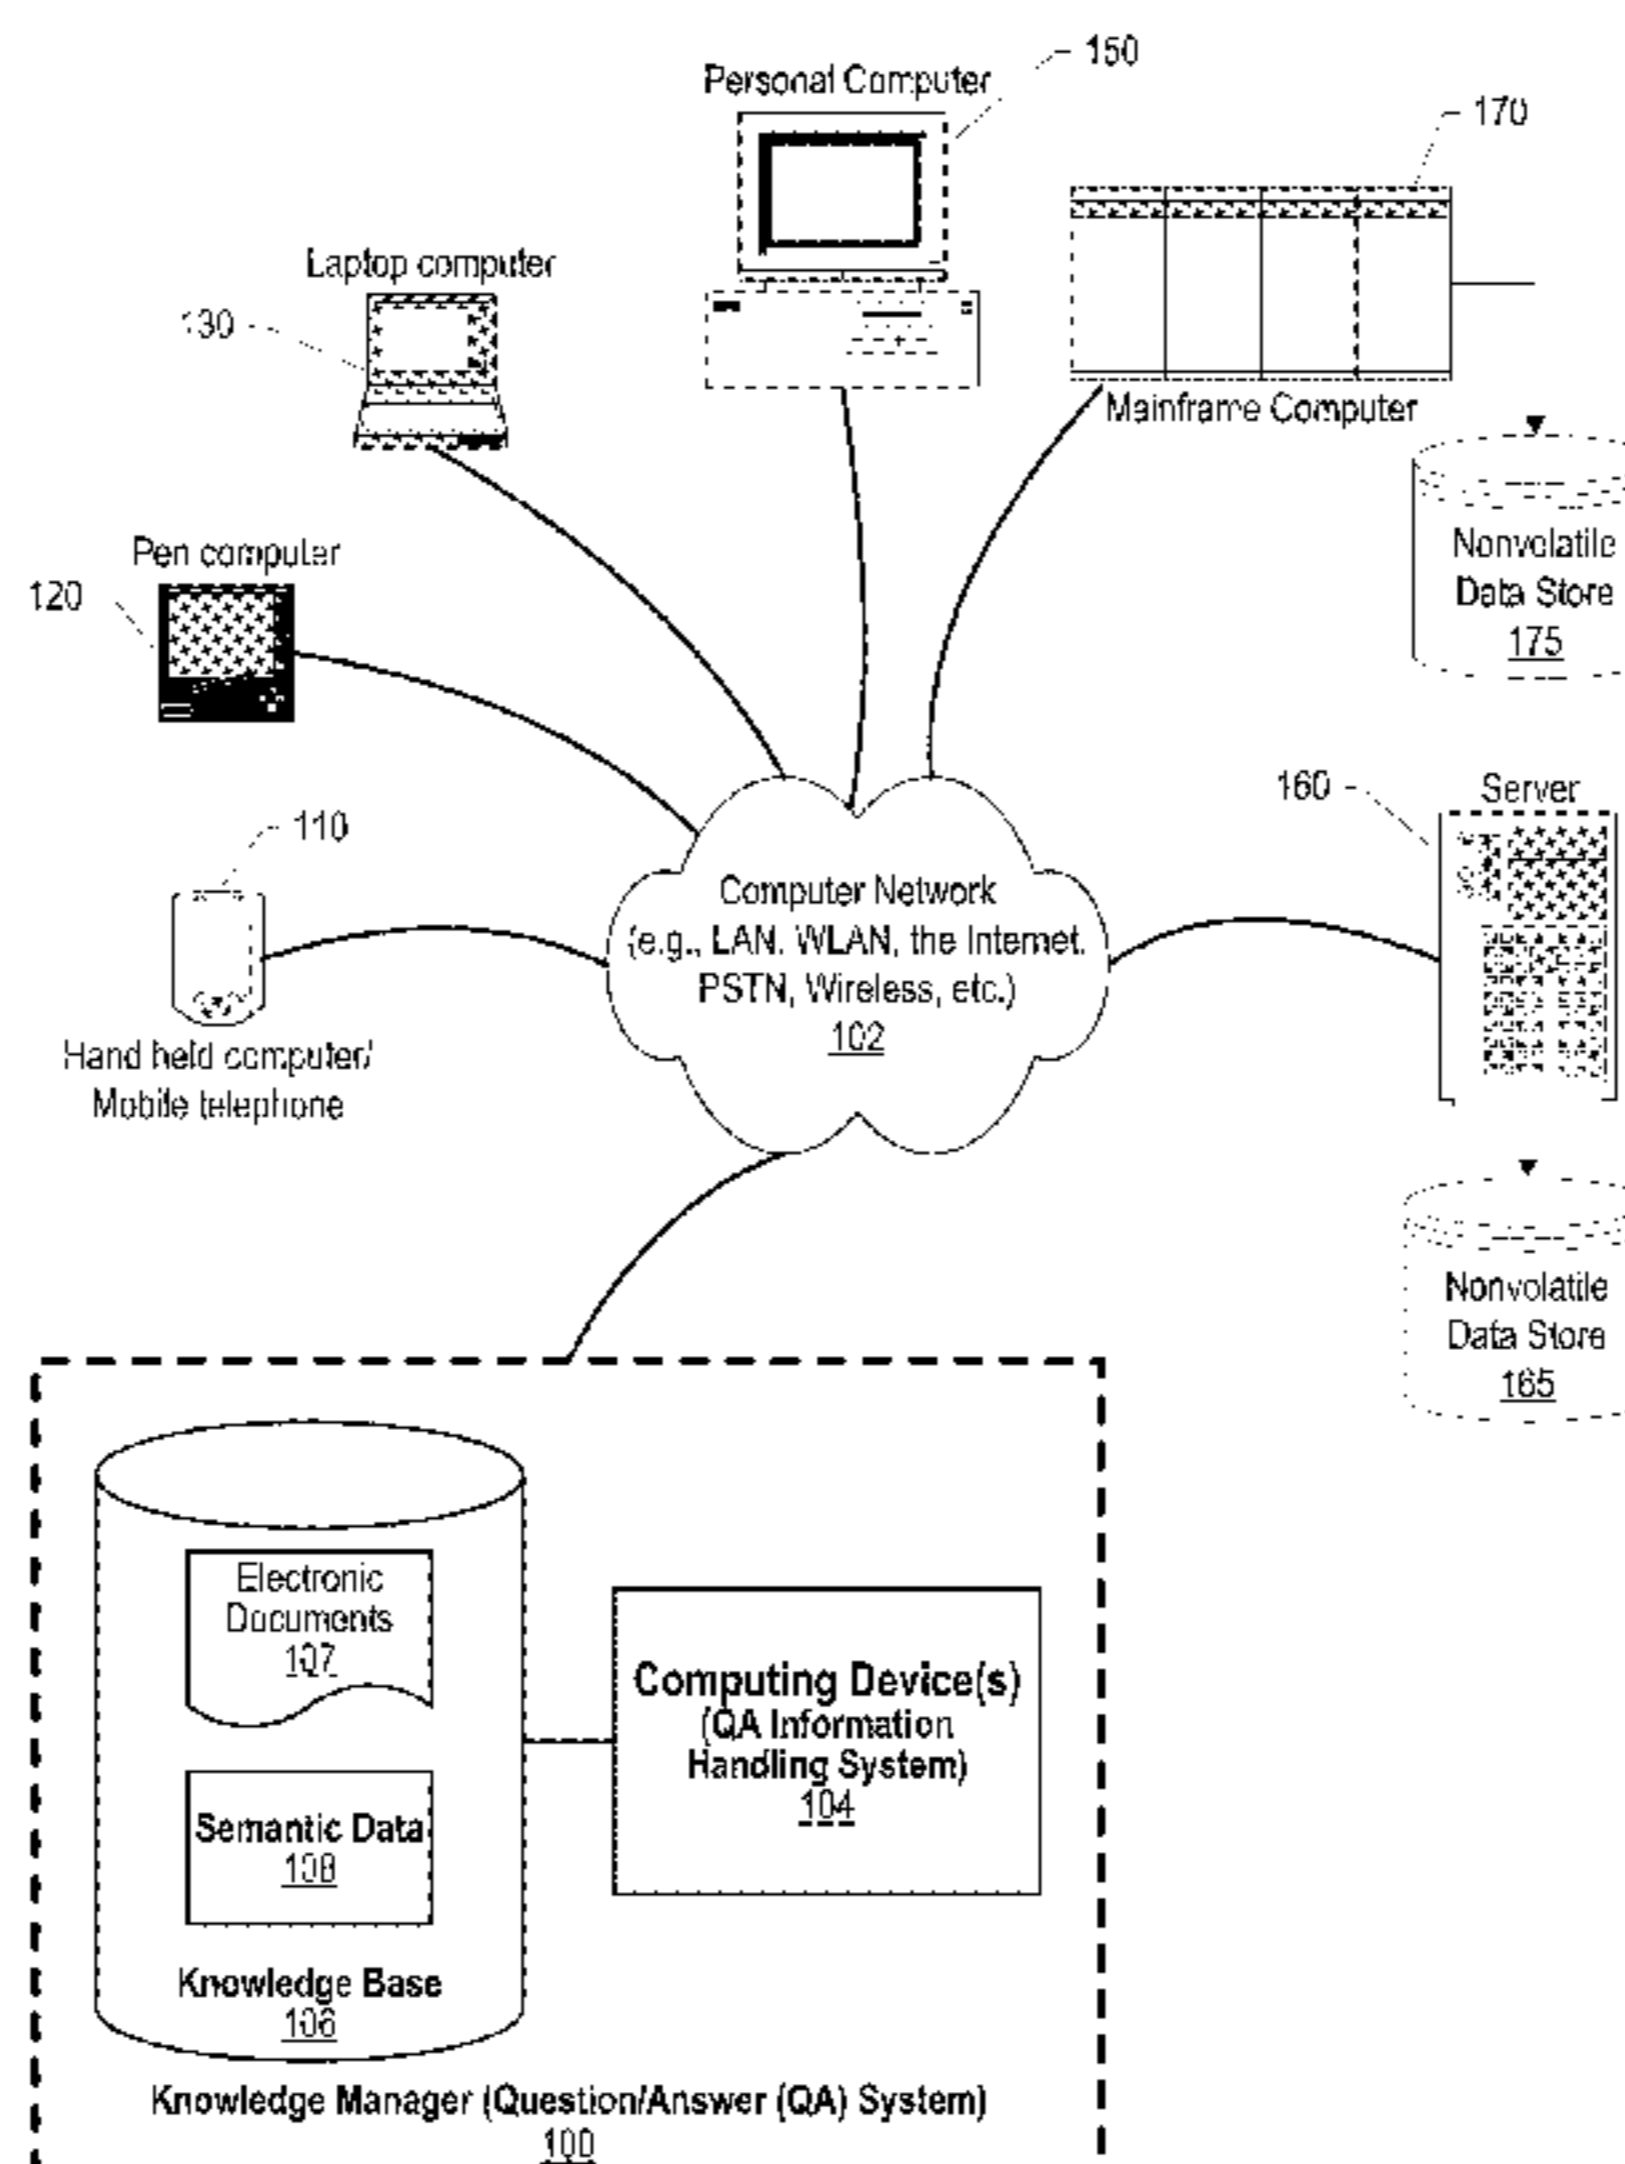 150
Personal Computer
170
Laptop computer
130
Mainframe Computer
Pen computer
120
Nonvolatile
Data Store
175
160
Server
110
Computer Network
(e.g., LAN, WLAN, the Internet,
PSTN, Wireless, etc.)
102
Hand held computer/
Mobile telephone
Nonvolatile
Data Store
165
Electronic
Documents
107
Computing Device(s)
(QA Information
Handling System)
104
Semantic Data
108
Knowledge Base
106
Knowledge Manager (Question/Answer (QA) System)
100